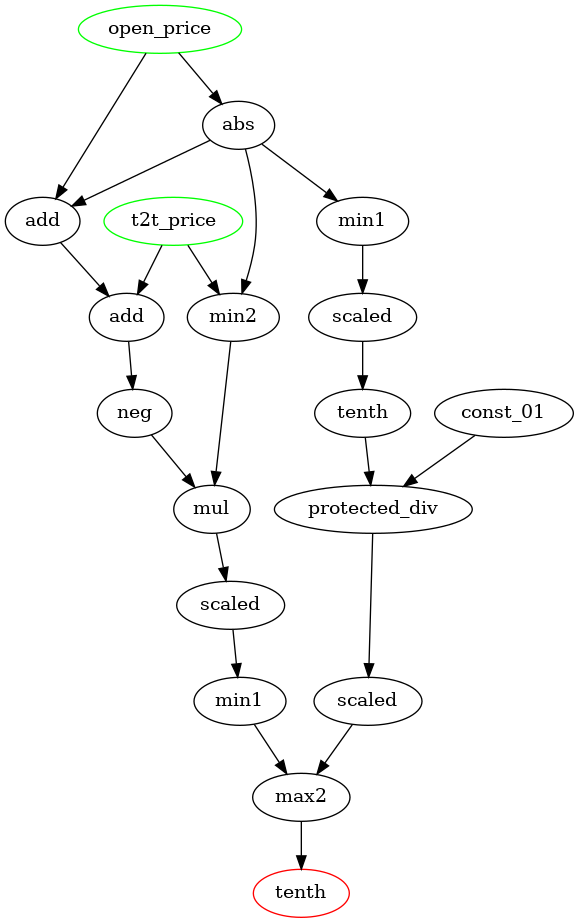 open_price
abs
add
t2t_price
min1
add
min2
scaled
neg
tenth
const_01
mul
protected_div
scaled
min1
scaled
max2
tenth